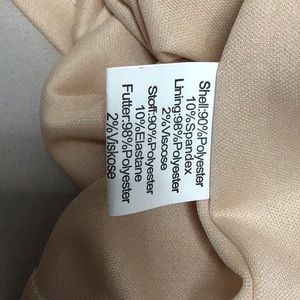 Shell:90%Polyester
10%Spandex
Lining:98%Polyester
2%Viscose
Stoff:90%Polyester
10%Elastane
Futter:98%Polyester
2%Viskose